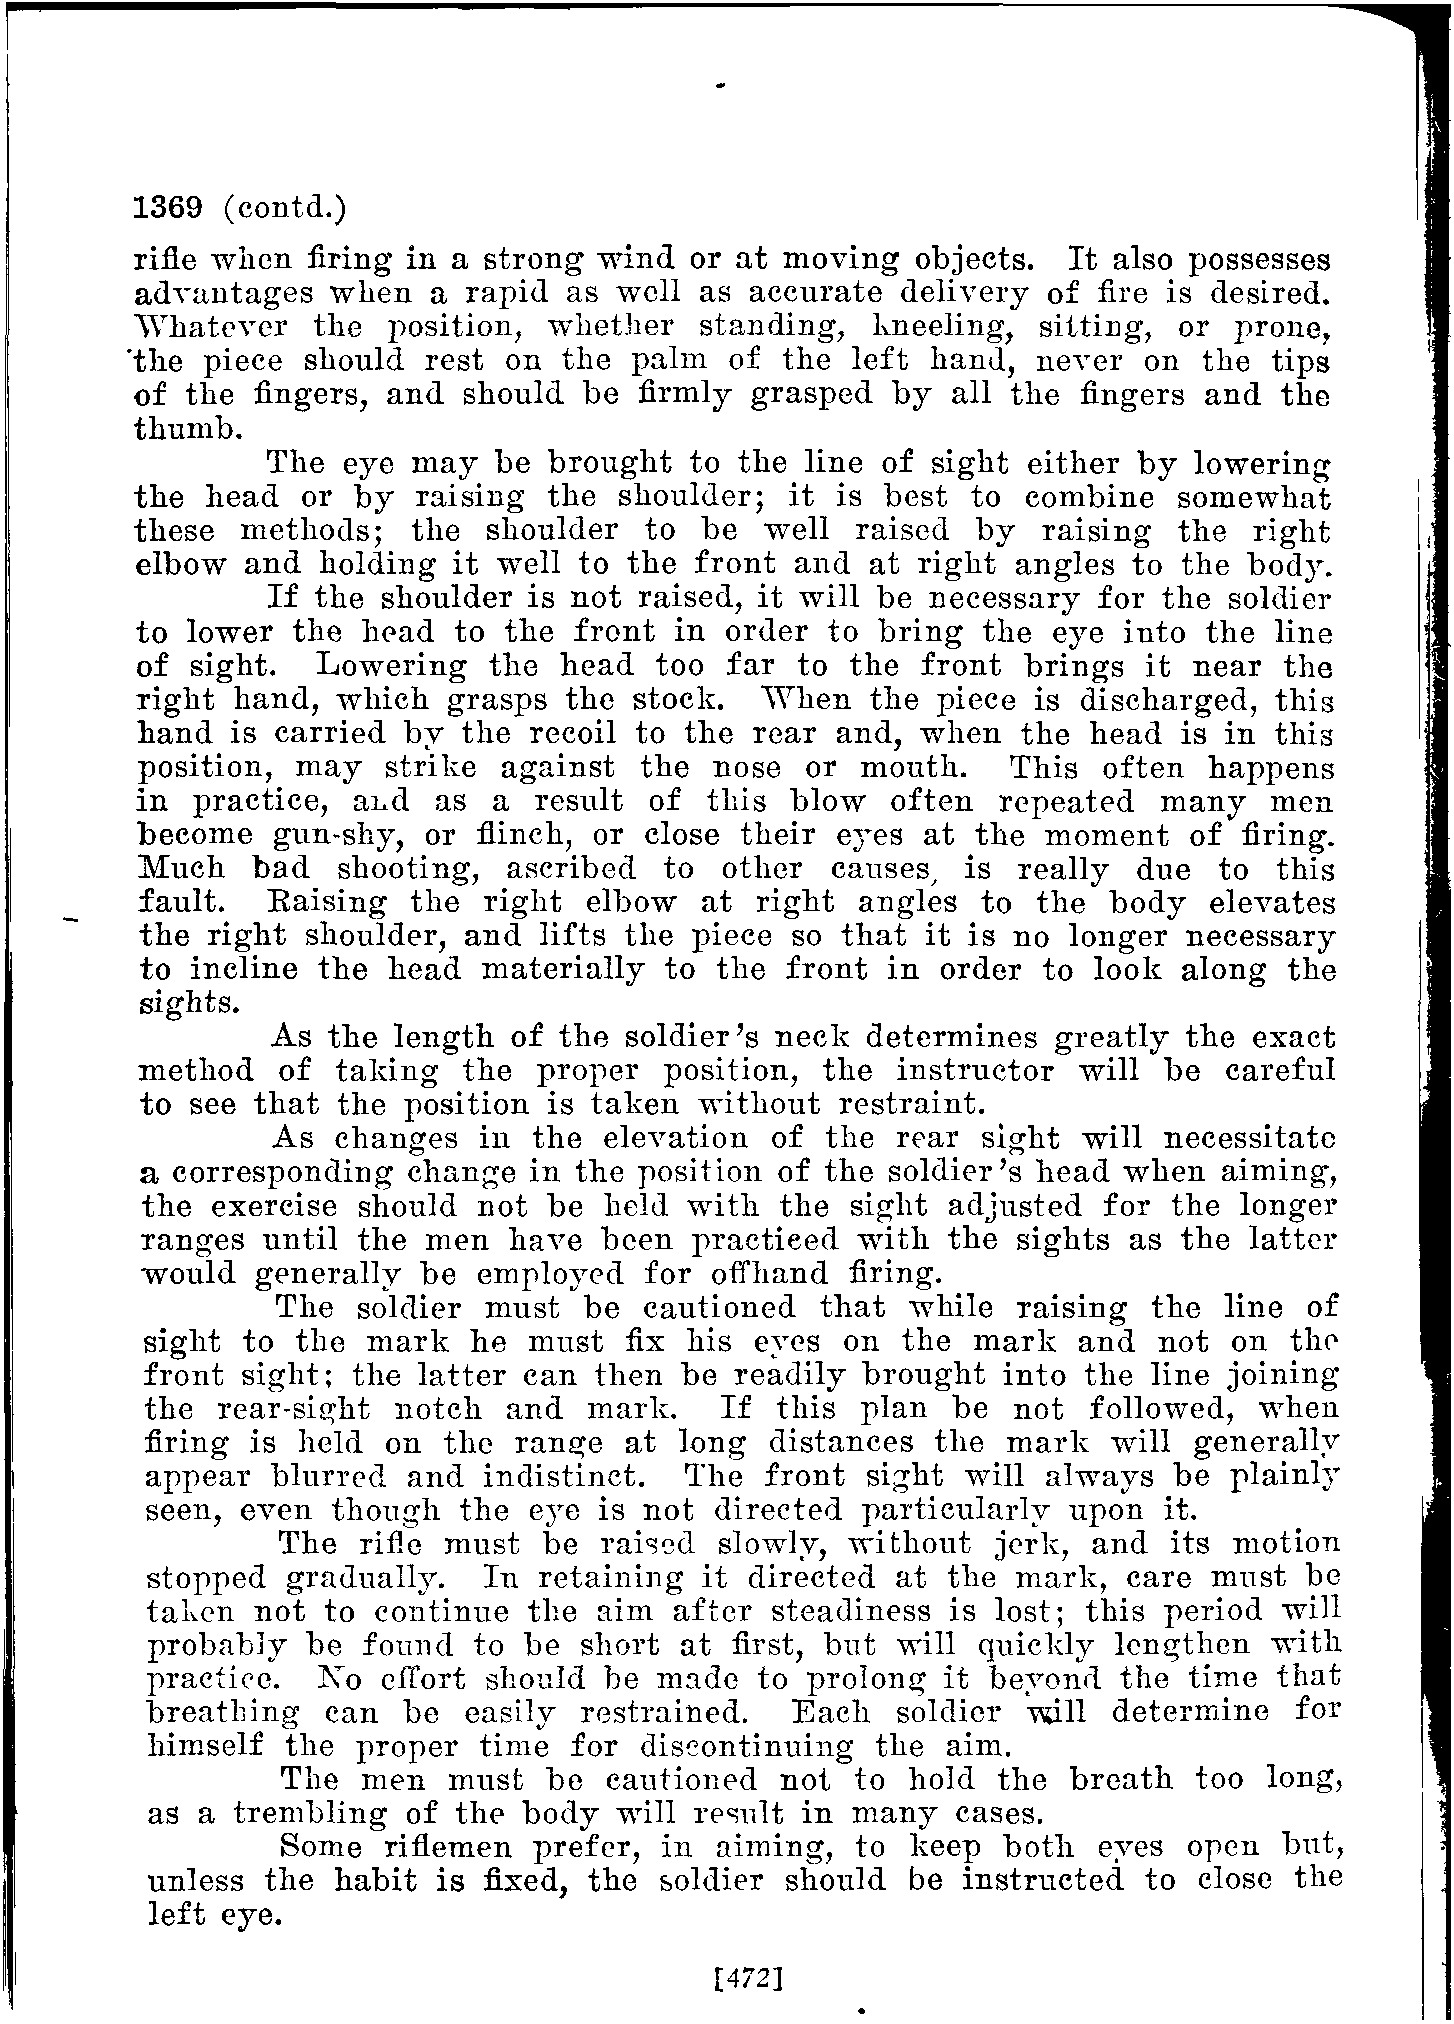 1369 (contd.)
rifle when firing in a strong wind or at moving objects. It also possesses
advantages when a rapid as well as accurate delivery of fire is desired.
Whatever the position, whether standing, kneeling, sitting, or prone,
the piece should rest on the palm of the left hand, never on the tips
of the fingers, and should be firmly grasped by all the fingers and the
thumb.
The eye may be brought to the line of sight either by lowering
the head or by raising the shoulder; it is best to combine somewhat
these methods; the shoulder to be well raised by raising the right
elbow and holding it well to the front and at right angles to the body.
If the shoulder is not raised, it will be necessary for the soldier
to lower the head to the front in order to bring the eye into the line
of sight. Lowering the head too far to the front brings it near the
right hand, which grasps the stock. When the piece is discharged, this
hand is carried by the recoil to the rear and, when the head is in this
position, may strike against the nose or mouth. This often happens
in practice, and as a result of this blow often repeated many men
become gun-shy, or flinch, or close their eyes at the moment of firing.
Much bad shooting, ascribed to other causes, is really due to this
fault. Raising the right elbow at right angles to the body elevates
the right shoulder, and lifts the piece so that it is no longer necessary
to incline the head materially to the front in order to look along the
sights.
As the length of the soldier's neck determines greatly the exact
method of taking the proper position, the instructor will be careful
to see that the position is taken without restraint.
As changes in the elevation of the rear sight will necessitate
a corresponding change in the position of the soldier's head when aiming,
the exercise should not be held with the sight adjusted for the longer
ranges until the men have been practiced with the sights as the latter
would generally be employed for offhand firing.
The soldier must be cautioned that while raising the line of
sight to the mark he must fix his eyes on the mark and not on the
front sight; the latter can then be readily brought into the line joining
the rear-sight notch and mark. If this plan be not followed, when
firing is held on the range at long distances the mark will generally
appear blurred and indistinct. The front sight will always be plainly
seen, even though the eye is not directed particularly upon it.
The rifle must be raised slowly, without jerk, and its motion
stopped gradually. In retaining it directed at the mark, care must be
taken not to continue the aim after steadiness is lost; this period will
probably be found to be short at first, but will quickly lengthen with
practice. No effort should be made to prolong it beyond the time that
breathing can be easily restrained. Each soldier will determine for
himself the proper time for discontinuing the aim.
The men must be cautioned not to hold the breath too long,
as a trembling of the body will result in many cases.
Some riflemen prefer, in aiming, to keep both eyes open but,
unless the habit is fixed, the soldier should be instructed to close the
left eye.
[472]